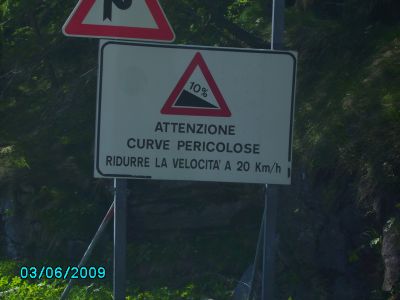 10%
ATTENZIONE
CURVE PERICOLOSE
RIDURRE LA VELOCITA' A 20 Km/h
03/06/2009